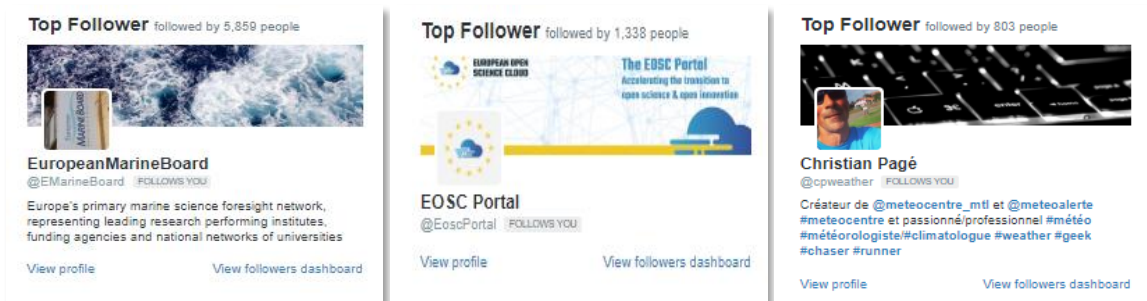 Top Follower followed by 5,859 people
MARINE BOARD
EuropeanMarineBoard
@EMarineBoard FOLLOWS YOU
Europe's primary marine science foresight network,
representing leading research performing institutes,
funding agencies and national networks of universities
View profile View followers dashboard
Top Follower followed by 1,338 people
EUROPEAN OPEN
SCIENCE CLOUD
The EOSC Portal
Accelerating the transition to
open science & open innovation
EOSC Portal
@EoscPortal FOLLOWS YOU
View profile View followers dashboard
Top Follower followed by 803 people
enter
Christian Pagé
@cpweather FOLLOWS YOU
Créateur de @meteocentre_mtl et @meteoalerte
#meteocentre et passionné/professionnel #météo
#météorologiste/#climatologue #weather #geek
#chaser #runner
View profile View followers dashboard